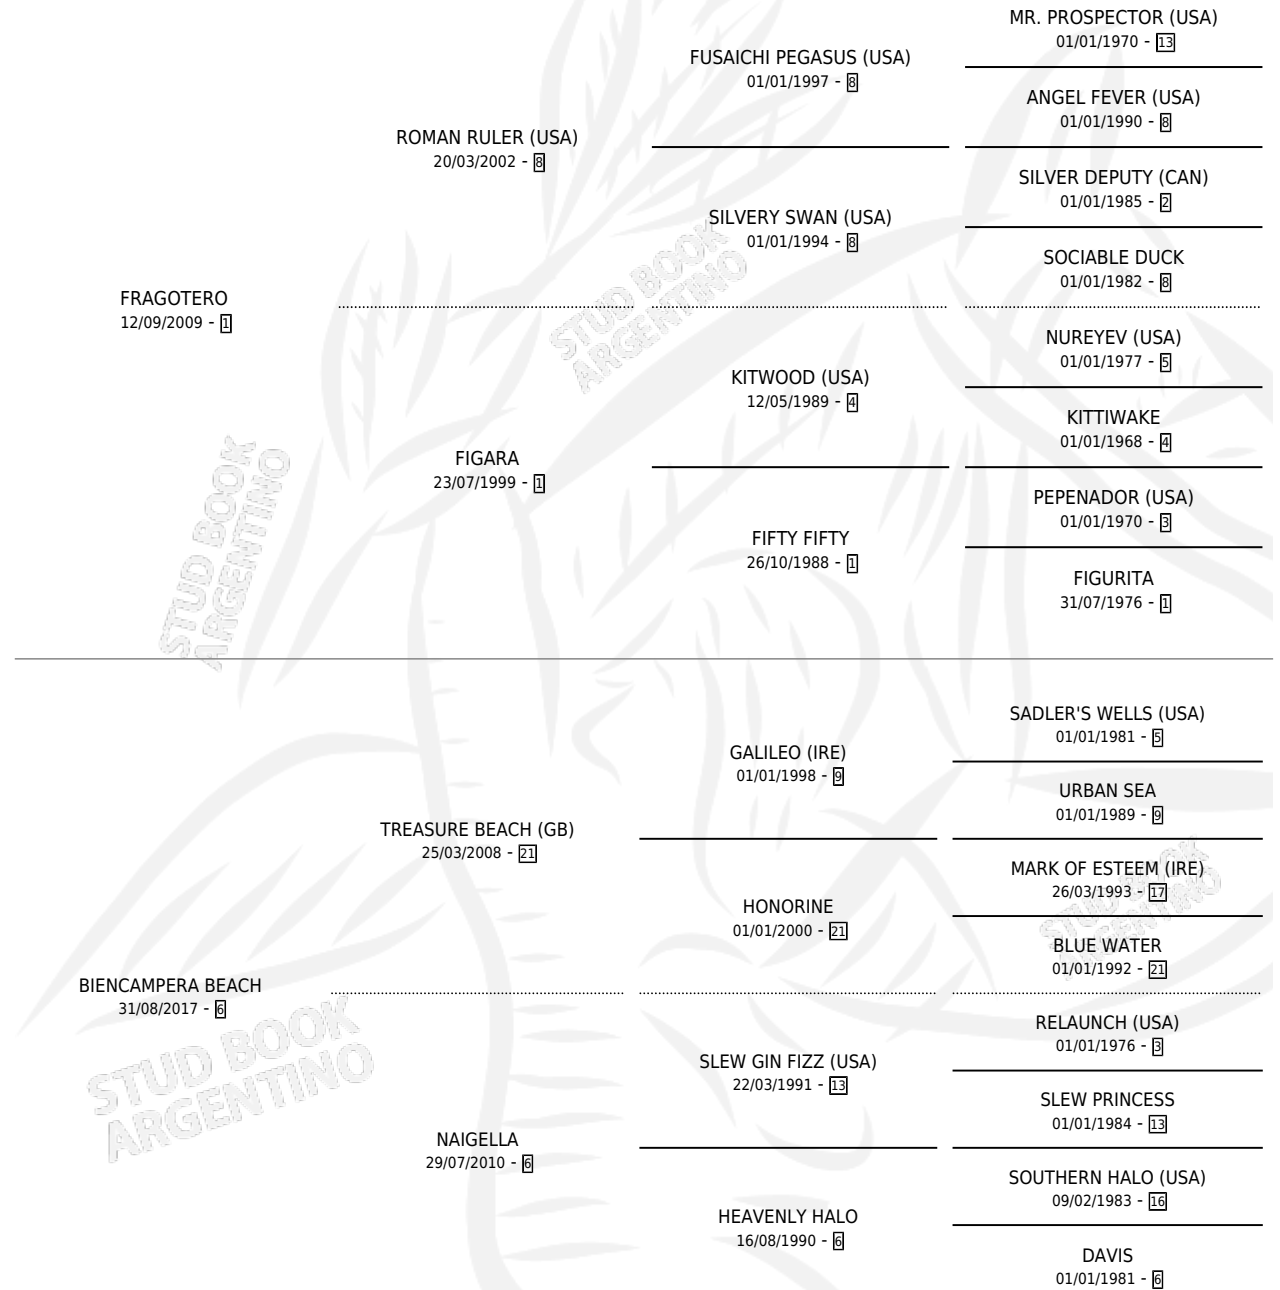 MR. PROSPECTOR (USA)
01/01/1970 - 13
FUSAICHI PEGASUS (USA)
01/01/1997 - 8
ANGEL FEVER (USA)
01/01/1990 - 8
ROMAN RULER (USA)
20/03/2002 - 8
SILVER DEPUTY (CAN)
01/01/1985 - 2
SILVERY SWAN (USA)
01/01/1994 - 8
SOCIABLE DUCK
01/01/1982 - 8
FRAGOTERO
12/09/2009 - 1
STUD BOOK
ARGENTINO
NUREYEV (USA)
01/01/1977 - 5
KITWOOD (USA)
12/05/1989 - 4
KITTIWAKE
01/01/1968 - 4
FIGARA
23/07/1999 - 1
PEPENADOR (USA)
01/01/1970 - 3
FIFTY FIFTY
26/10/1988 - 1
FIGURITA
31/07/1976 - 1
STUD BOOK
ARGENTINO
SADLER'S WELLS (USA)
01/01/1981 - 5
GALILEO (IRE)
01/01/1998 - 9
URBAN SEA
01/01/1989 - 9
TREASURE BEACH (GB)
25/03/2008 - 21
MARK OF ESTEEM (IRE)
26/03/1993 - 17
HONORINE
01/01/2000 - 21
STUD BOOK
ARGENTINO
BLUE WATER
01/01/1992 - 21
BIENCAMPERA BEACH
31/08/2017 - 6
STUD BOOK
ARGENTINO
RELAUNCH (USA)
01/01/1976 - 3
SLEW GIN FIZZ (USA)
22/03/1991 - 13
SLEW PRINCESS
01/01/1984 - 13
NAIGELLA
29/07/2010 - 6
SOUTHERN HALO (USA)
09/02/1983 - 16
HEAVENLY HALO
16/08/1990 - 6
DAVIS
01/01/1981 - 6